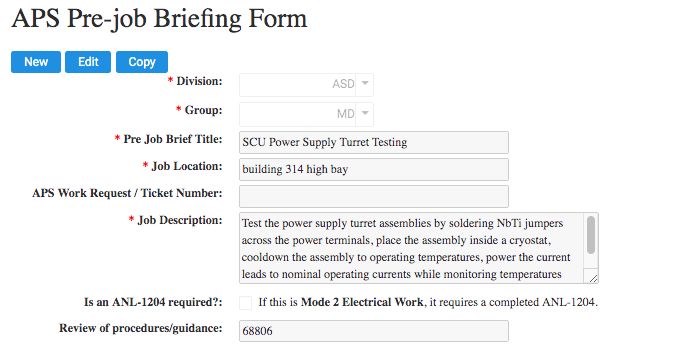 APS Pre-job Briefing Form
New Edit Copy
* Division: ASD
* Group: MD
* Pre Job Brief Title: SCU Power Supply Turret Testing
* Job Location: building 314 high bay
APS Work Request / Ticket Number:
* Job Description: Test the power supply turret assemblies by soldering NbTi jumpers
across the power terminals, place the assembly inside a cryostat,
cooldown the assembly to operating temperatures, power the current
leads to nominal operating currents while monitoring temperatures
Is an ANL-1204 required?: If this is Mode 2 Electrical Work, it requires a completed ANL-1204.
Review of procedures/guidance: 68806